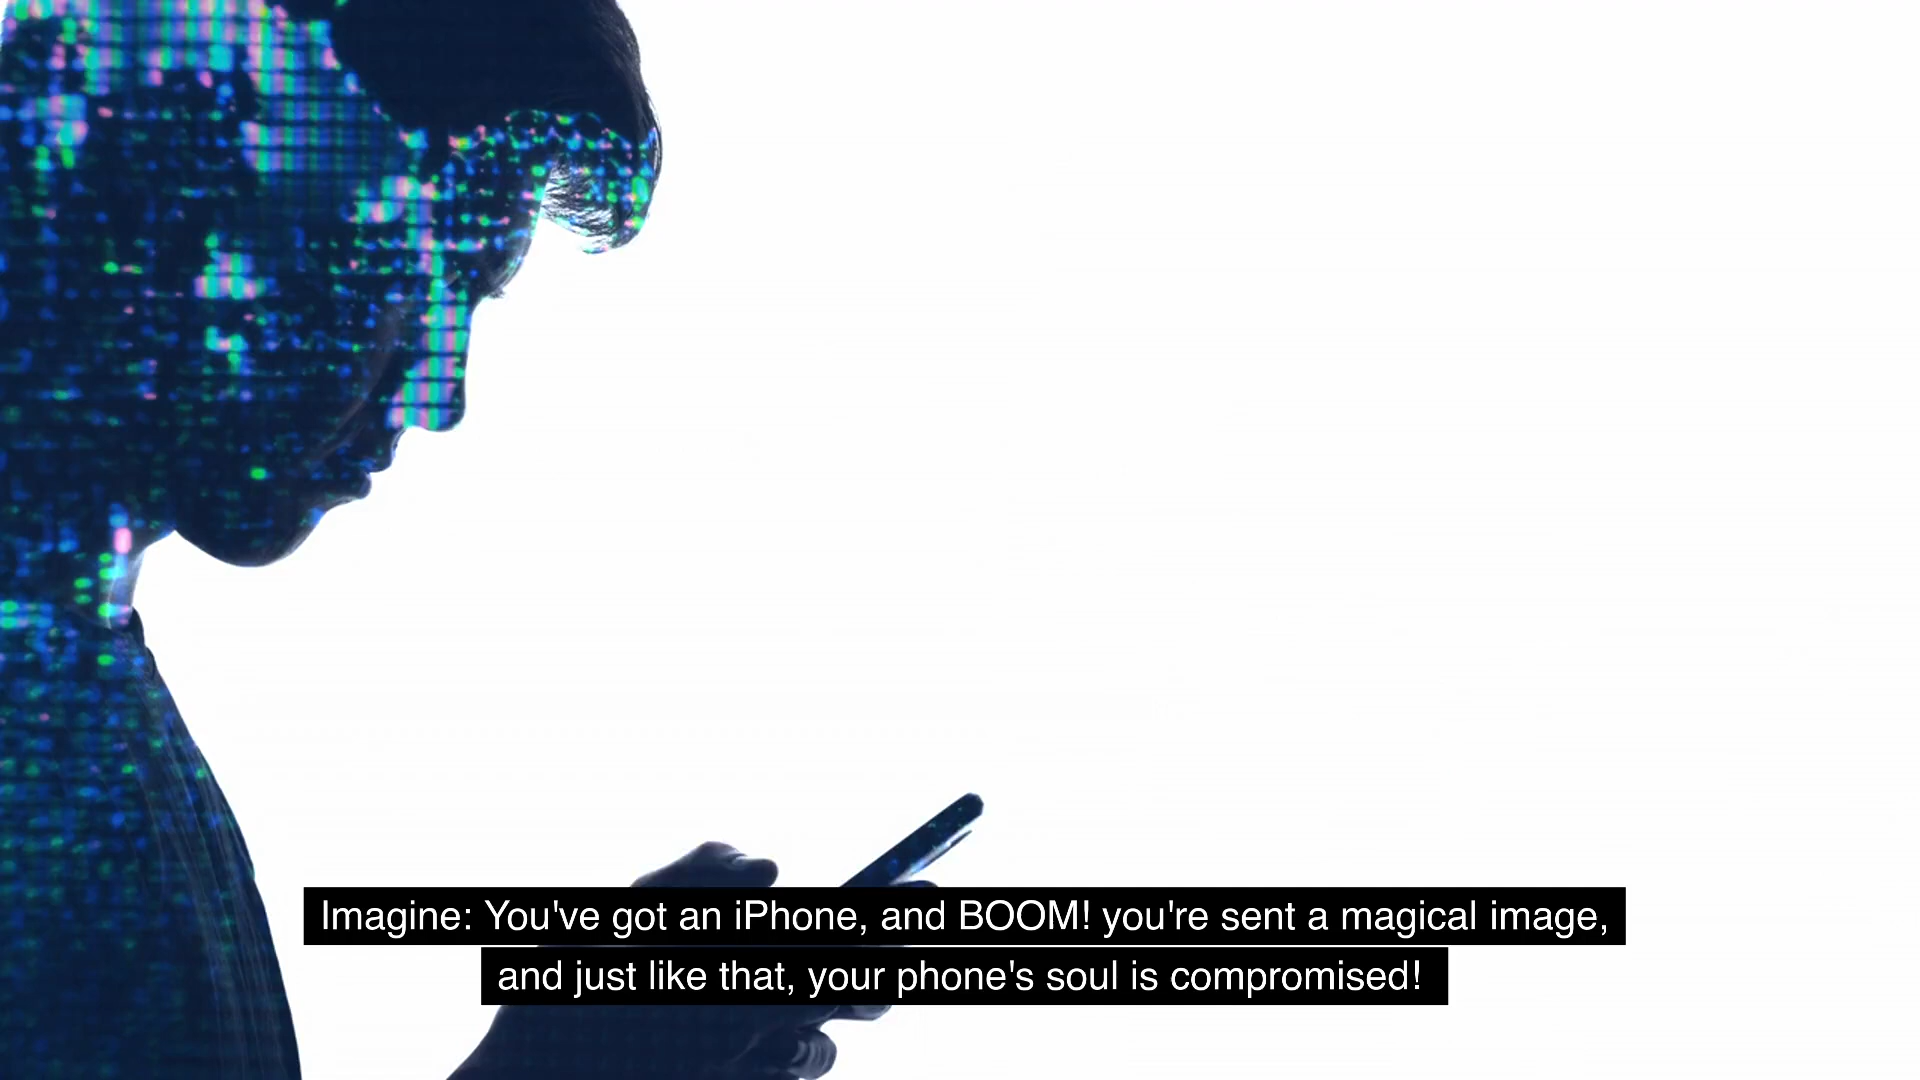 Imagine: You've got an iPhone, and BOOM! you're sent a magical image,
and just like that, your phone's soul is compromised!